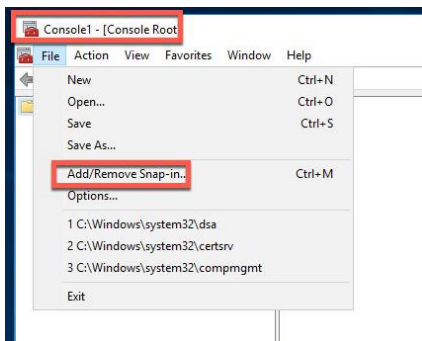 Console1 - [Console Root
File Action View Favorites Window Help
New Ctrl+N
Open... Ctrl+O
Save Ctrl+S
Save As...
Add/Remove Snap-in.. Ctrl+M
Options...
1 C:\Windows\system32\dsa
2 C:\Windows\system32\certsrv
3 C:\Windows\system32\compmgmt
Exit